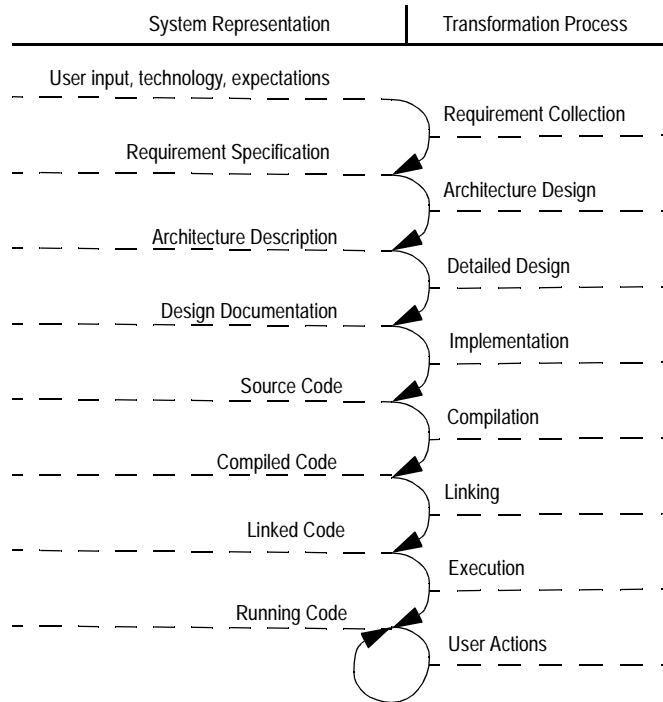 System Representation
Transformation Process
User input, technology, expectations
Requirement Collection
Requirement Specification
Architecture Design
Architecture Description
Detailed Design
Design Documentation
Implementation
Source Code
Compilation
Compiled Code
Linking
Linked Code
Execution
Running Code
User Actions